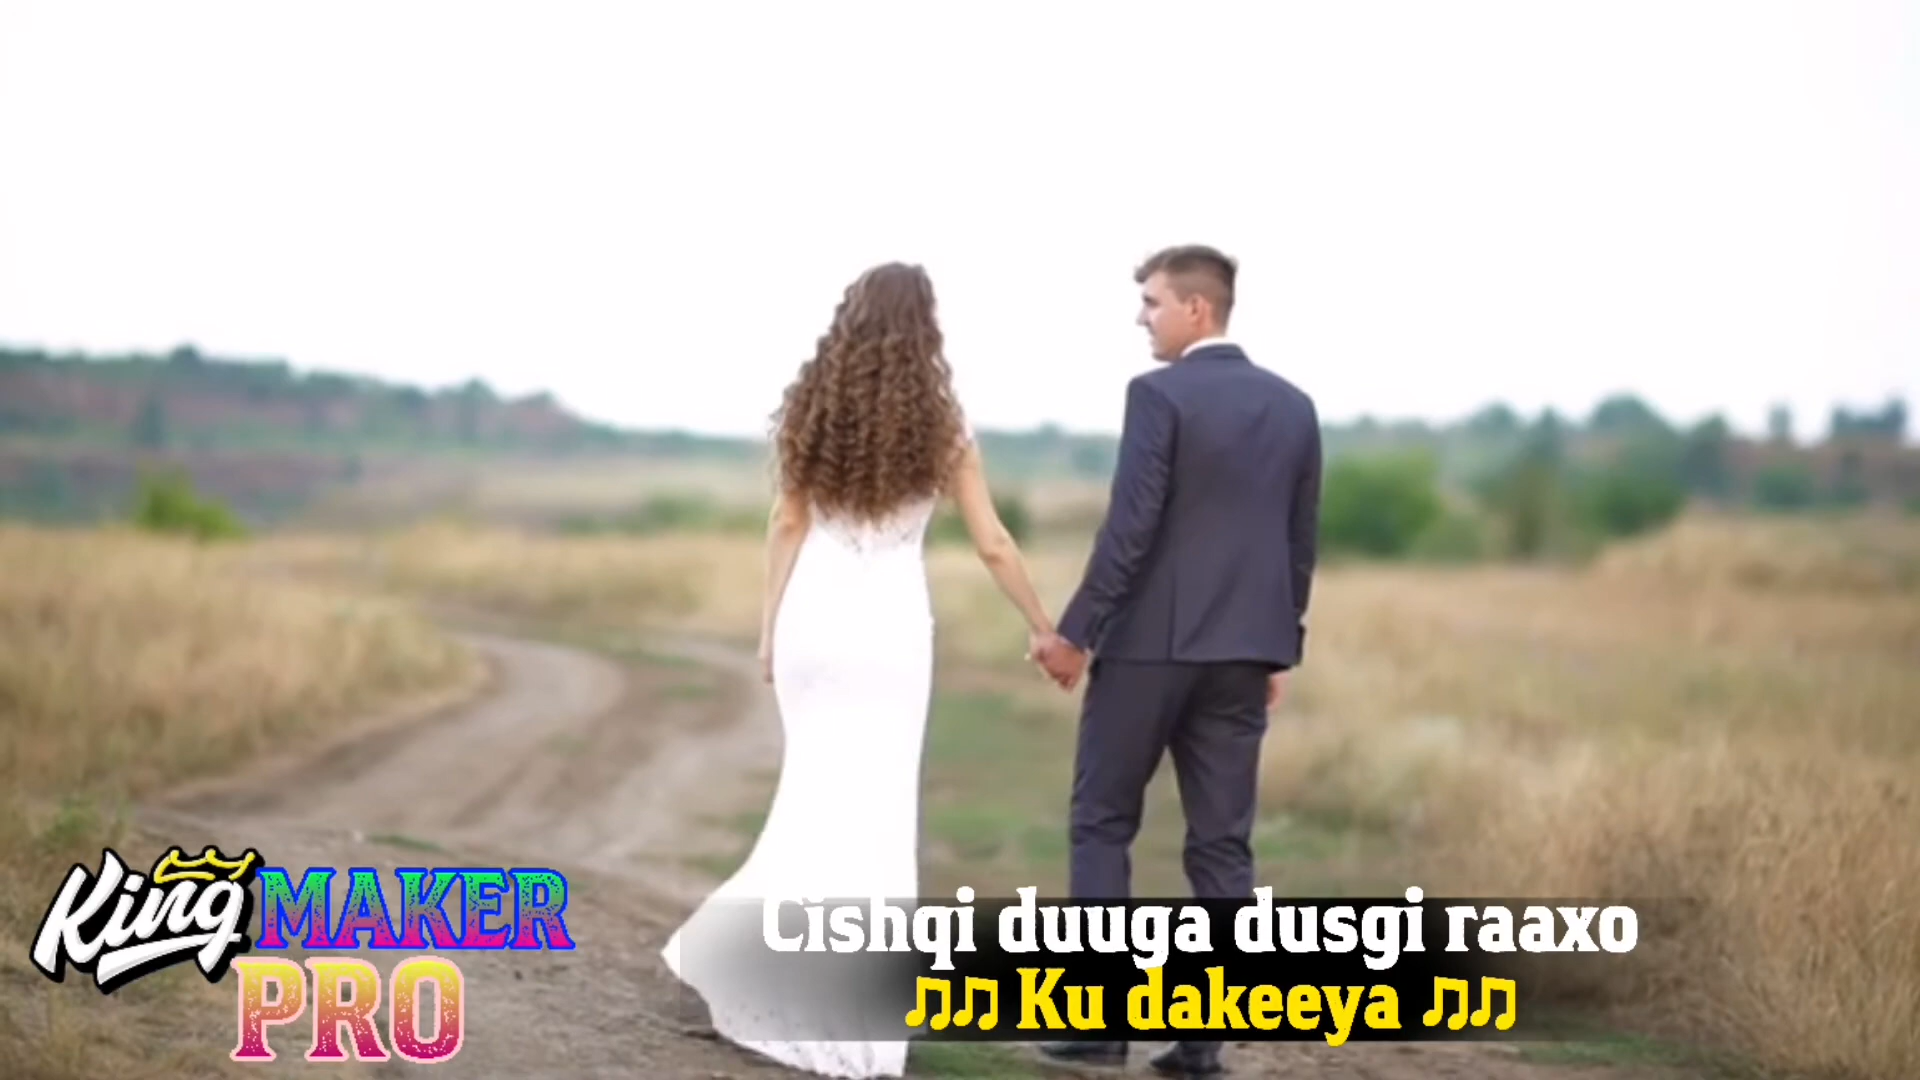 King MAKER
PRO
Cishqi duuga dusgi raaxo
♫♫ Ku dakeeya ♫♫